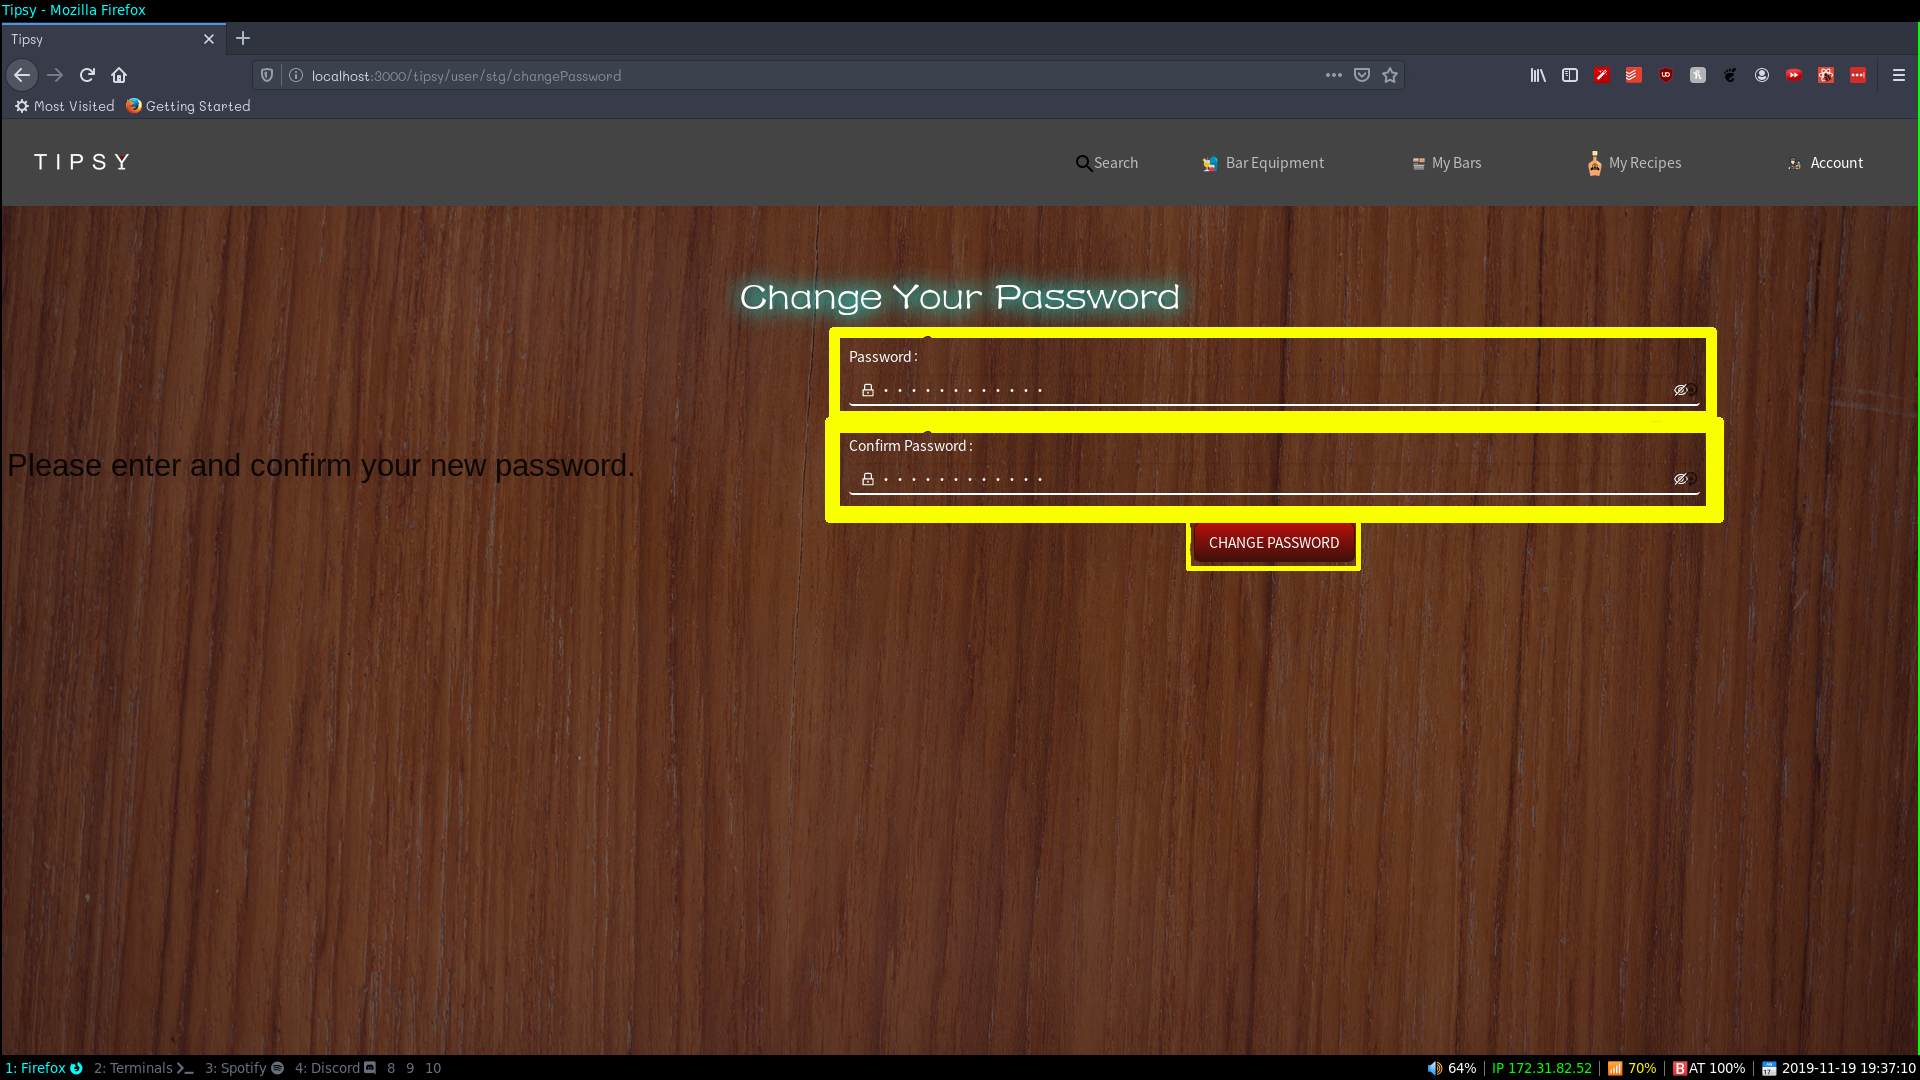 Tipsy - Mozilla Firefox
Tipsy
localhost:3000/tipsy/user/stg/changePassword
Most Visited Getting Started
TIPSY Search Bar Equipment My Bars My Recipes Account
Change Your Password
Password :
Confirm Password :
Please enter and confirm your new password.
CHANGE PASSWORD
1: Firefox 2: Terminals 3: Spotify 4: Discord 8 9 10 64% | IP 172.31.82.52 | 70% | BAT 100% | 2019-11-19 19:37:10